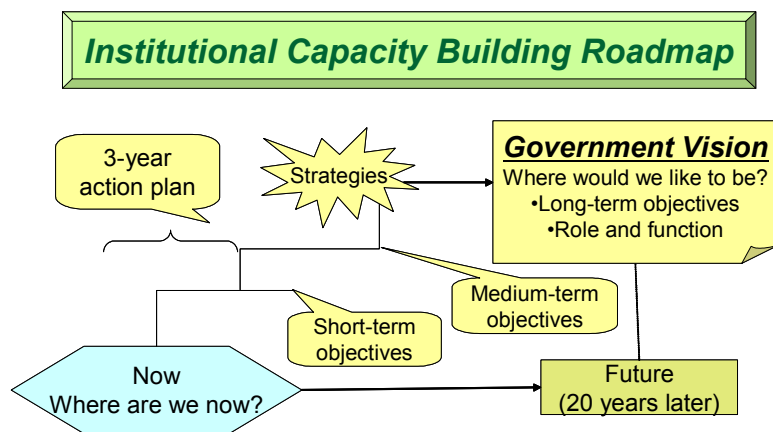 Institutional Capacity Building Roadmap
3-year
action plan
Strategies
Government Vision
Where would we like to be?
•Long-term objectives
•Role and function
Medium-term
objectives
Short-term
objectives
Now
Where are we now?
Future
(20 years later)